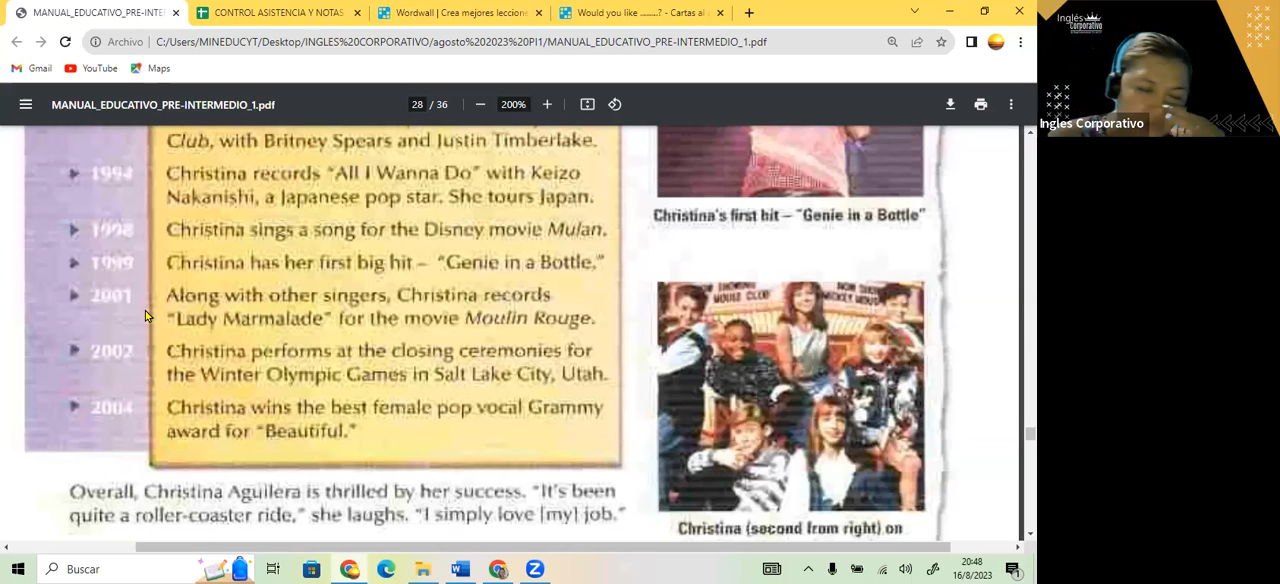 MANUAL_EDUCATIVO_PRE-INTER
CONTROL ASISTENCIA Y NOTAS
Wordwall | Crea mejores leccione
Would you like ........? - Cartas al
Archivo
C:/Users/MINEDUCYT/Desktop/INGLES%20CORPORATIVO/agosto%202023%20PI1/MANUAL_EDUCATIVO_PRE-INTERMEDIO_1.pdf
Gmail YouTube Maps
MANUAL_EDUCATIVO_PRE-INTERMEDIO_1.pdf
28 / 36
200%
Club, with Britney Spears and Justin Timberlake.
1994 Christina records "All I Wanna Do" with Keizo
Nakanishi, a Japanese pop star. She tours Japan.
1998 Christina sings a song for the Disney movie Mulan.
1999 Christina has her first big hit – "Genie in a Bottle,"
2001 Along with other singers, Christina records
"Lady Marmalade" for the movie Moulin Rouge.
2002 Christina performs at the closing ceremonies for
the Winter Olympic Games in Salt Lake City, Utah.
2004 Christina wins the best female pop vocal Grammy
award for "Beautiful."
Overall, Christina Aguilera is thrilled by her success. "It's been
quite a roller-coaster ride," she laughs. "I simply love [my] job."
Christina's first hit – "Genie in a Bottle"
Christina (second from right) on
Inglés
Corporativo
Ingles Corporativo
Buscar
20:48
16/8/2023